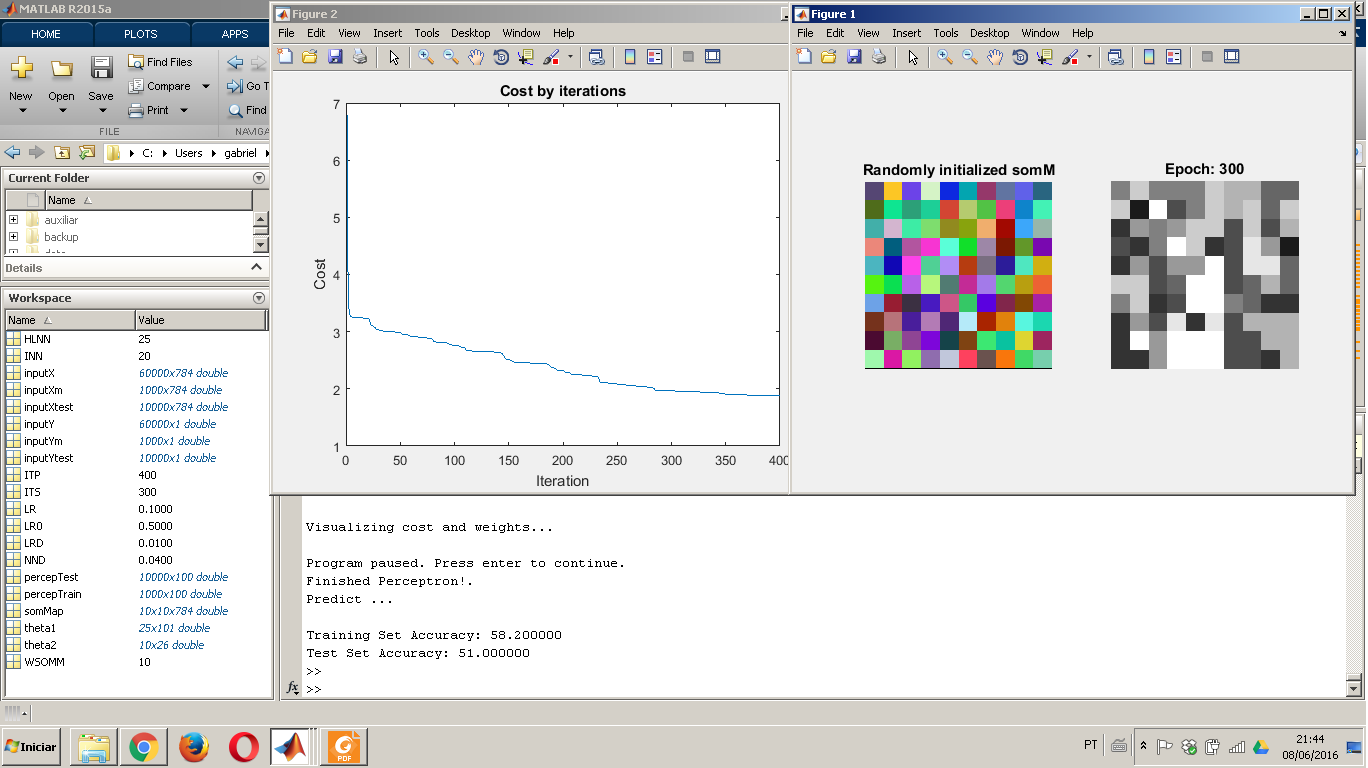 MATLAB R2015a
HOME PLOTS APPS
New Open Save
Find Files
Compare
Print
Go T
Find
FILE NAVIGA
C: Users gabriel
Current Folder
Name
auxiliar
backup
Details
Workspace
Name Value
HLNN 25
INN 20
inputX 60000x784 double
inputXm 1000x784 double
inputXtest 10000x784 double
inputY 60000x1 double
inputYm 1000x1 double
inputYtest 10000x1 double
ITP 400
ITS 300
LR 0.1000
LR0 0.5000
LRD 0.0100
NND 0.0400
percepTest 10000x100 double
percepTrain 1000x100 double
somMap 10x10x784 double
theta1 25x101 double
theta2 10x26 double
WSOMM 10
Figure 2
File Edit View Insert Tools Desktop Window Help
Cost by iterations
7
6
5
4
3
2
1
Cost
0 50 100 150 200 250 300 350 400
Iteration
Figure 1
File Edit View Insert Tools Desktop Window Help
Randomly initialized somM
Epoch: 300
Visualizing cost and weights...
Program paused. Press enter to continue.
Finished Perceptron!.
Predict ...
Training Set Accuracy: 58.200000
Test Set Accuracy: 51.000000
>>
fx >>
Iniciar
PDF
PT
21:44
08/06/2016